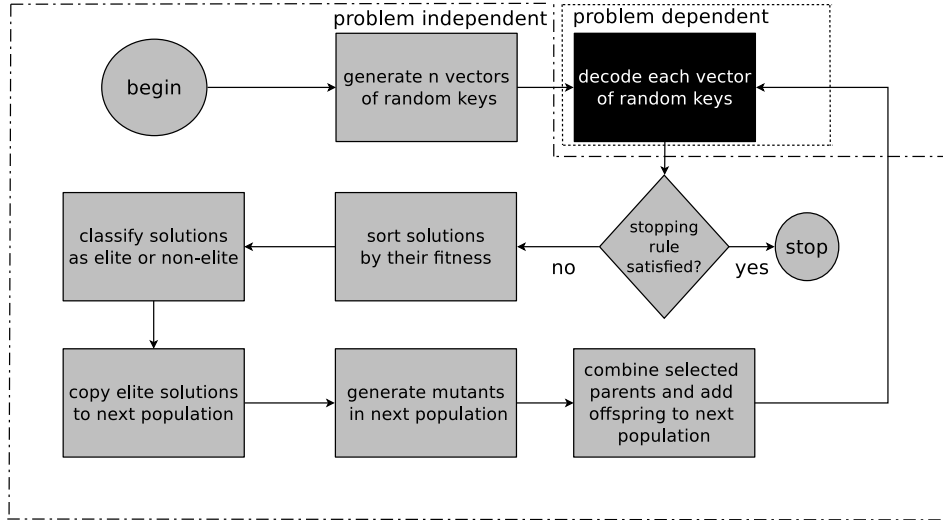 problem independent
problem dependent
begin
generate n vectors
of random keys
decode each vector
of random keys
classify solutions
as elite or non-elite
sort solutions
by their fitness
no
stopping
rule
satisfied?
yes
stop
copy elite solutions
to next population
generate mutants
in next population
combine selected
parents and add
offspring to next
population